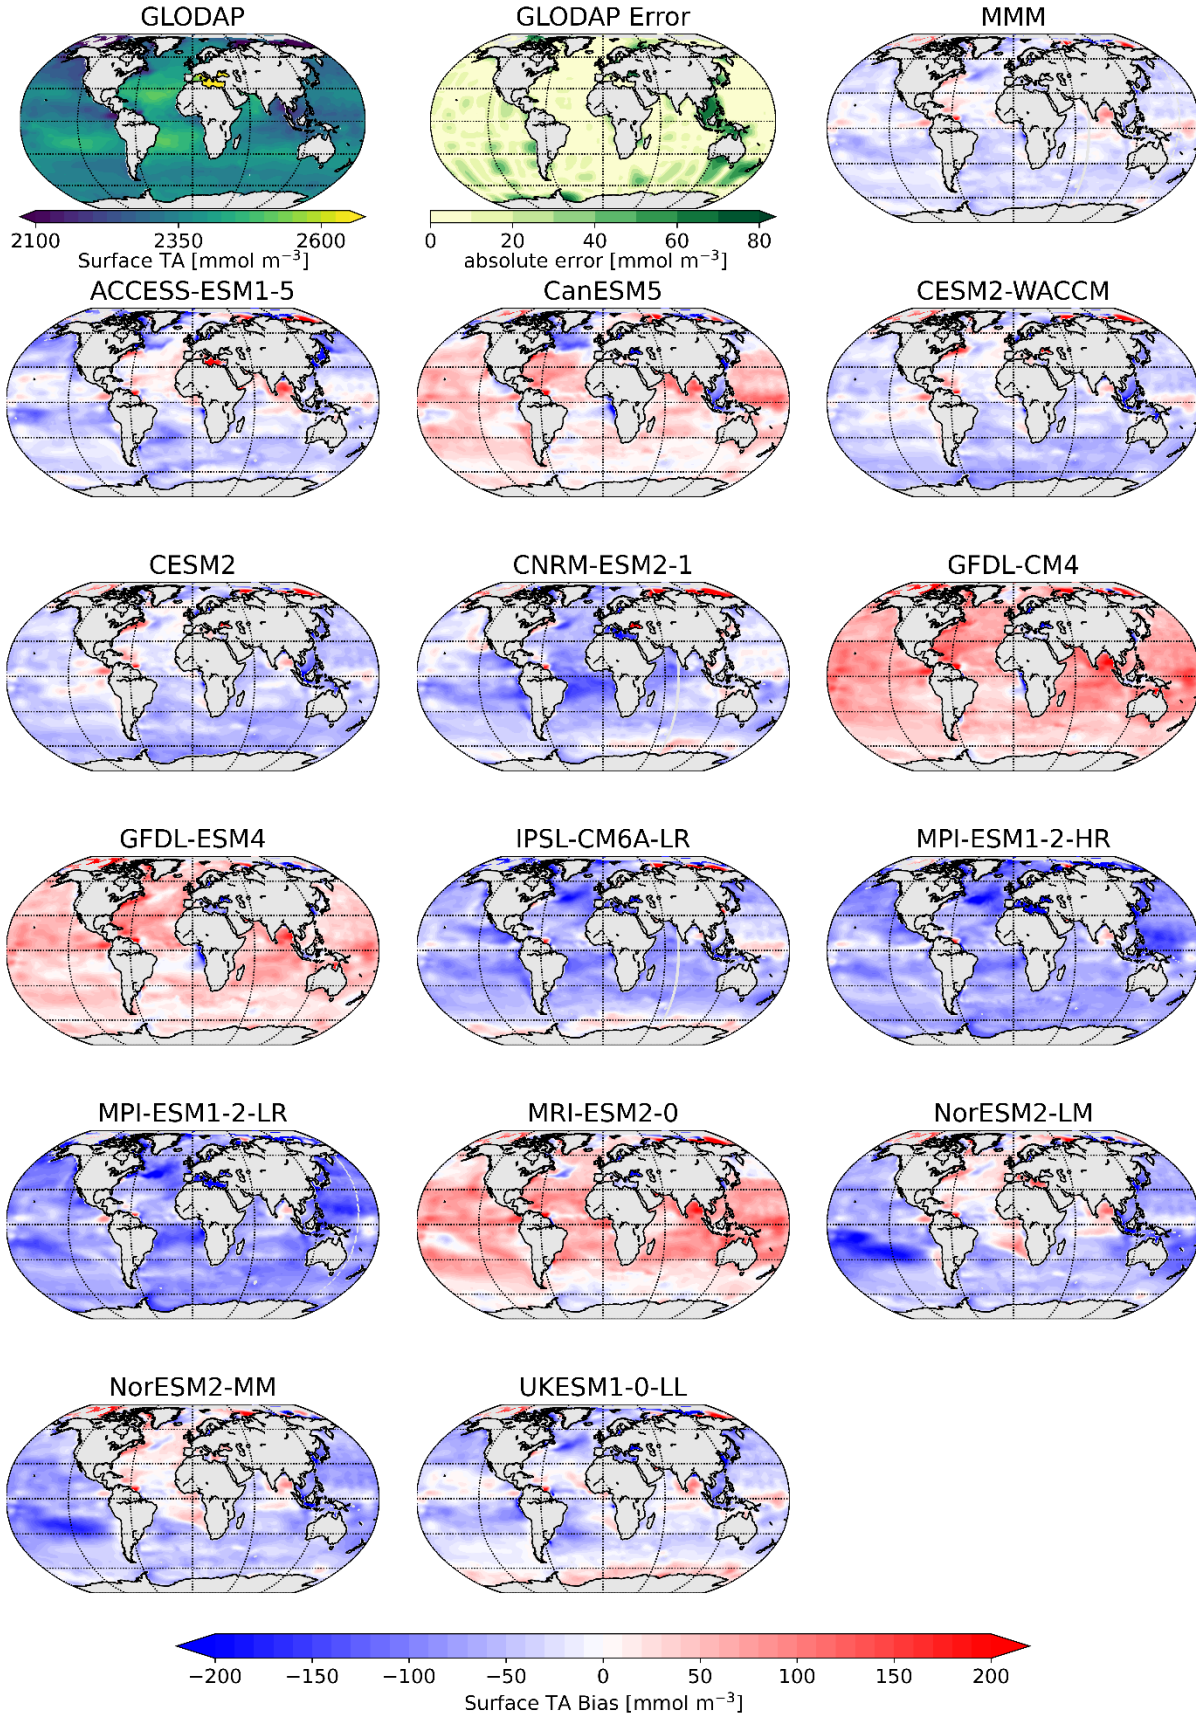 GLODAP
GLODAP Error
MMM
2100 2350 2600
Surface TA [mmol m⁻³]
0 20 40 60 80
absolute error [mmol m⁻³]
ACCESS-ESM1-5
CanESM5
CESM2-WACCM
CESM2
CNRM-ESM2-1
GFDL-CM4
GFDL-ESM4
IPSL-CM6A-LR
MPI-ESM1-2-HR
MPI-ESM1-2-LR
MRI-ESM2-0
NorESM2-LM
NorESM2-MM
UKESM1-0-LL
−200 −150 −100 −50 0 50 100 150 200
Surface TA Bias [mmol m⁻³]